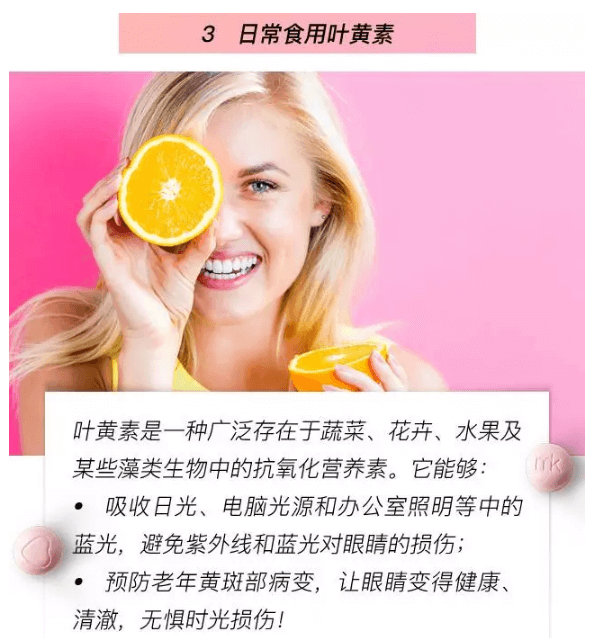 3 日常食用叶黄素
叶黄素是一种广泛存在于蔬菜、花卉、水果及
某些藻类生物中的抗氧化营养素。它能够：
• 吸收日光、电脑光源和办公室照明等中的
蓝光，避免紫外线和蓝光对眼睛的损伤；
• 预防老年黄斑部病变，让眼睛变得健康、
清澈，无惧时光损伤！
mk